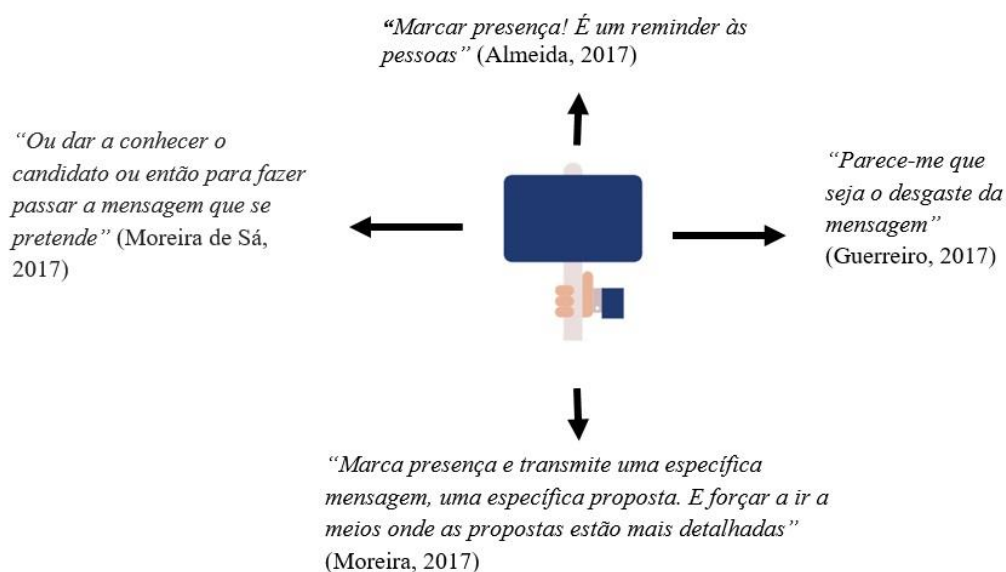 “Marcar presença! É um reminder às
pessoas” (Almeida, 2017)
“Ou dar a conhecer o
candidato ou então para fazer
passar a mensagem que se
pretende” (Moreira de Sá,
2017)
“Parece-me que
seja o desgaste da
mensagem”
(Guerreiro, 2017)
“Marca presença e transmite uma específica
mensagem, uma específica proposta. E forçar a ir a
meios onde as propostas estão mais detalhadas”
(Moreira, 2017)